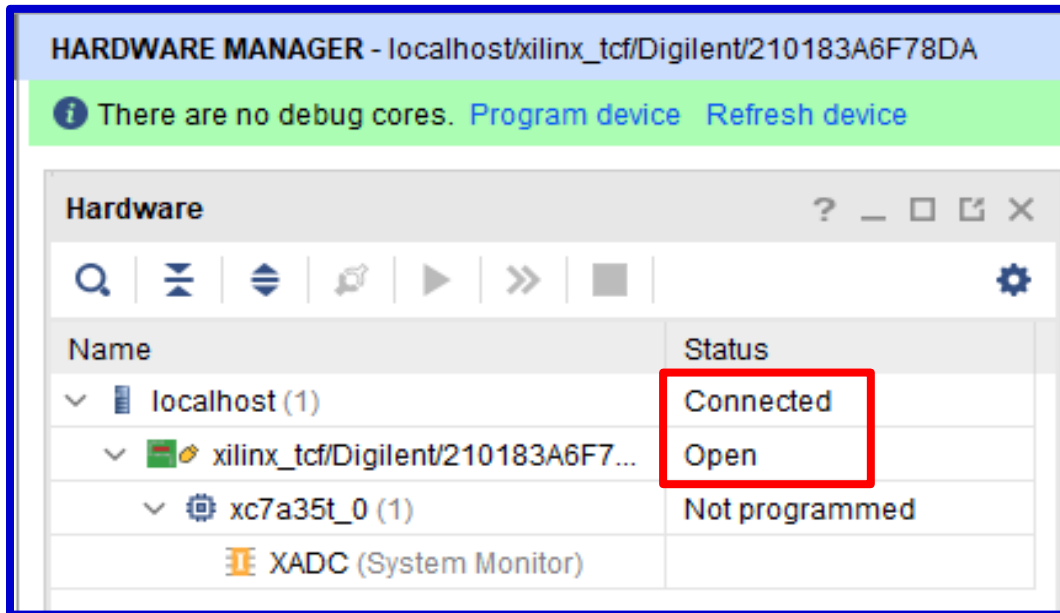 HARDWARE MANAGER - localhost/xilinx_tcf/Digilent/210183A6F78DA
There are no debug cores. Program device Refresh device
Hardware ?
Name Status
localhost (1) Connected
xilinx_tcf/Digilent/210183A6F7... Open
xc7a35t_0 (1) Not programmed
XADC (System Monitor)